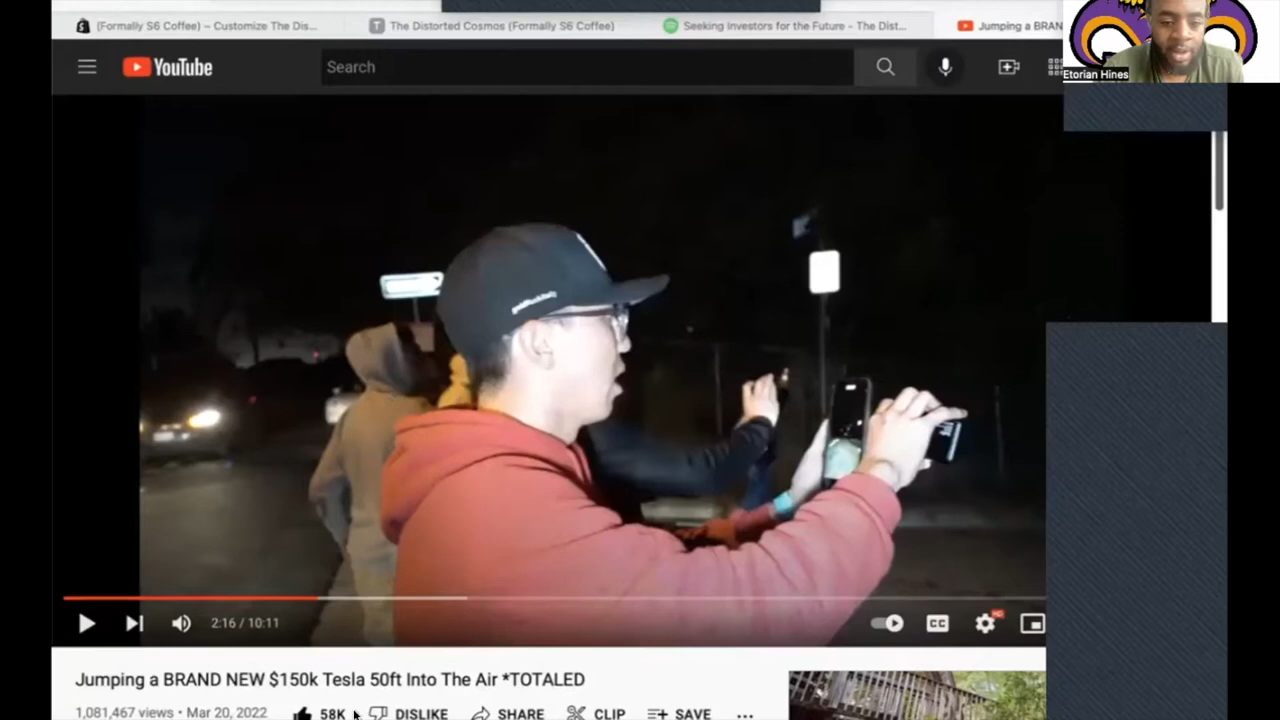 (Formally S6 Coffee) – Customize The Dis...
The Distorted Cosmos (Formally S6 Coffee)
Seeking Investors for the Future - The Dist...
Jumping a BRAN
Etorian Hines
YouTube
Search
2:16 / 10:11
CC
HD
Jumping a BRAND NEW $150k Tesla 50ft Into The Air *TOTALED
1,081,467 views • Mar 20, 2022
58K
DISLIKE
SHARE
CLIP
SAVE